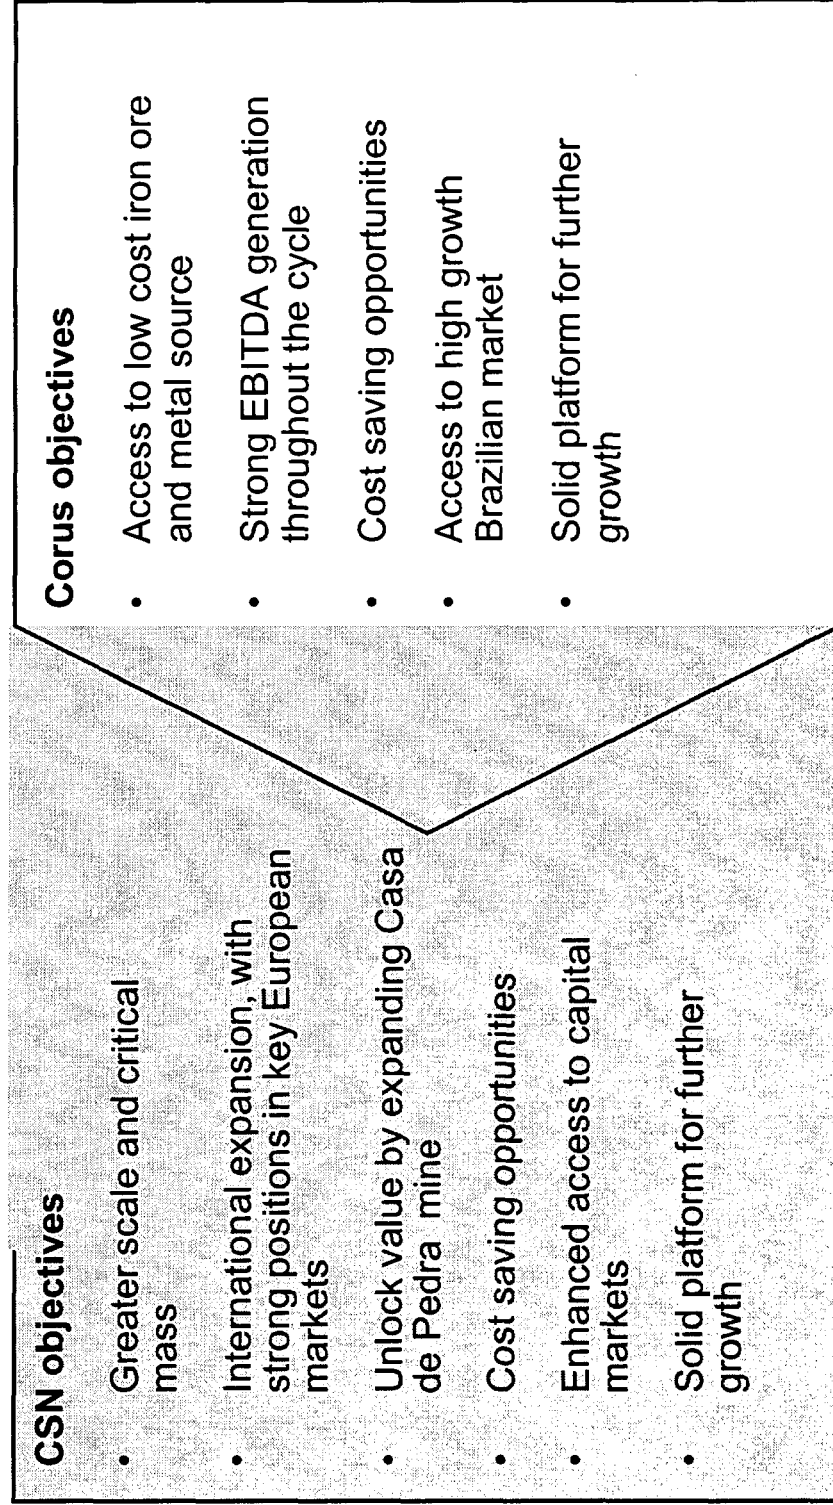 CSN objectives
• Greater scale and critical
mass
• International expansion, with
strong positions in key European
markets
• Unlock value by expanding Casa
de Pedra mine
• Cost saving opportunities
• Enhanced access to capital
markets
• Solid platform for further
growth
Corus objectives
• Access to low cost iron ore
and metal source
• Strong EBITDA generation
throughout the cycle
• Cost saving opportunities
• Access to high growth
Brazilian market
• Solid platform for further
growth